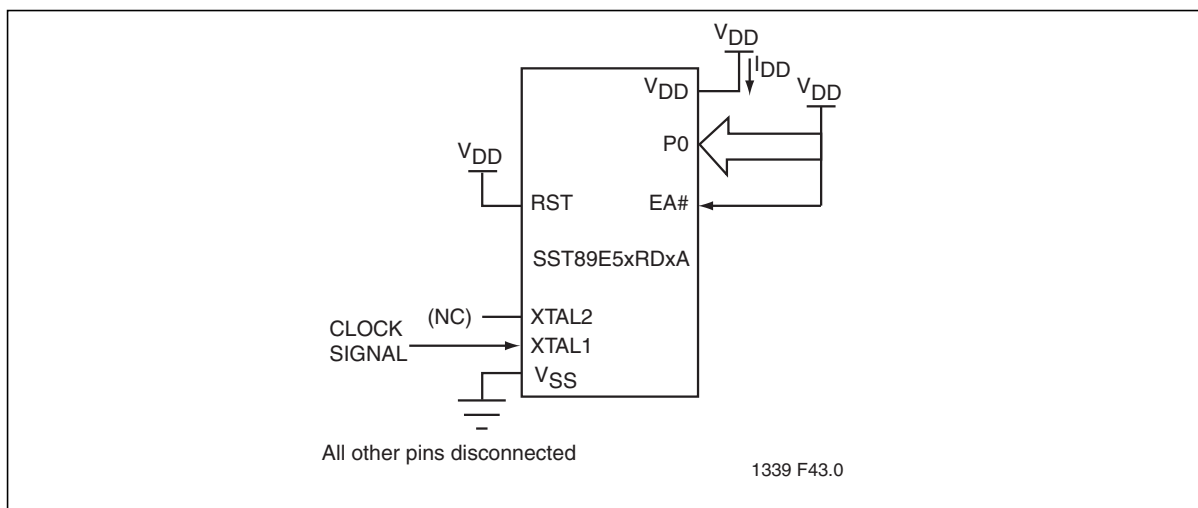 VDD
IDD
VDD
VDD
P0
VDD
RST
EA#
SST89E5xRDxA
(NC)
XTAL2
CLOCK
SIGNAL
XTAL1
VSS
All other pins disconnected
1339 F43.0